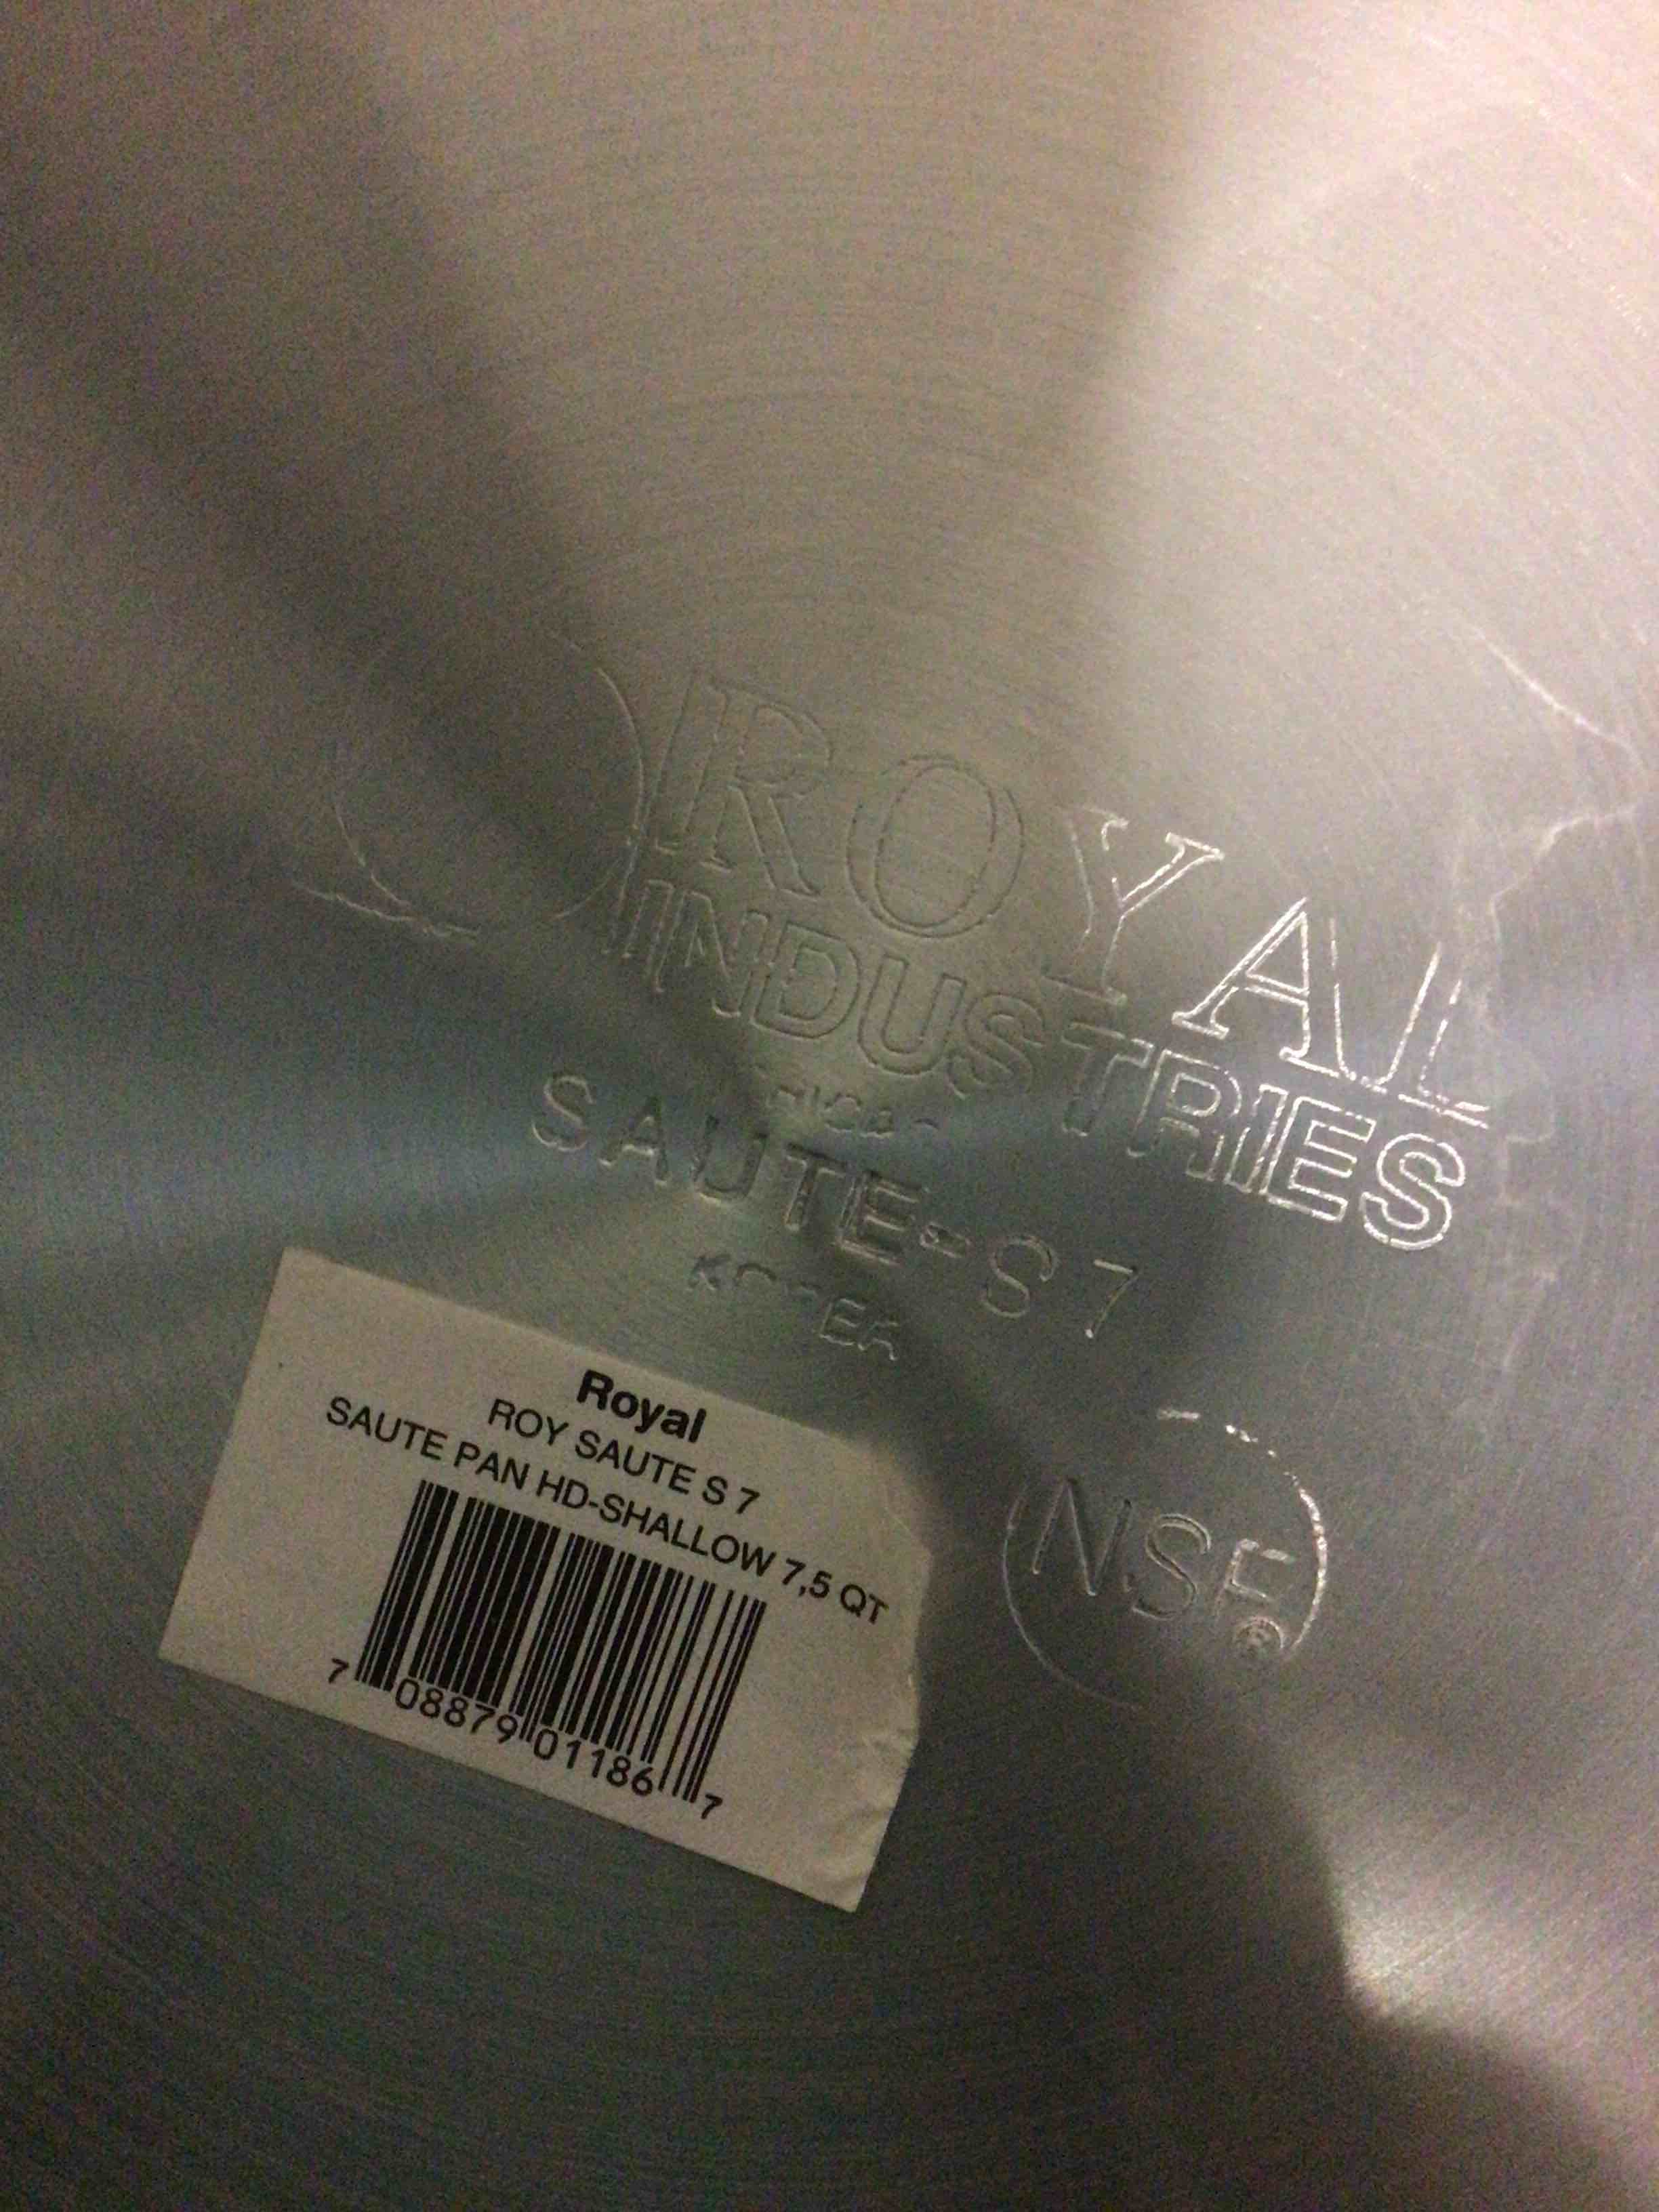 ROYAL
INDUSTRIES
SAUTE-S7
NSF®
Royal
ROY SAUTE S 7
SAUTE PAN HD-SHALLOW 7,5 QT
7 08879 01186 7